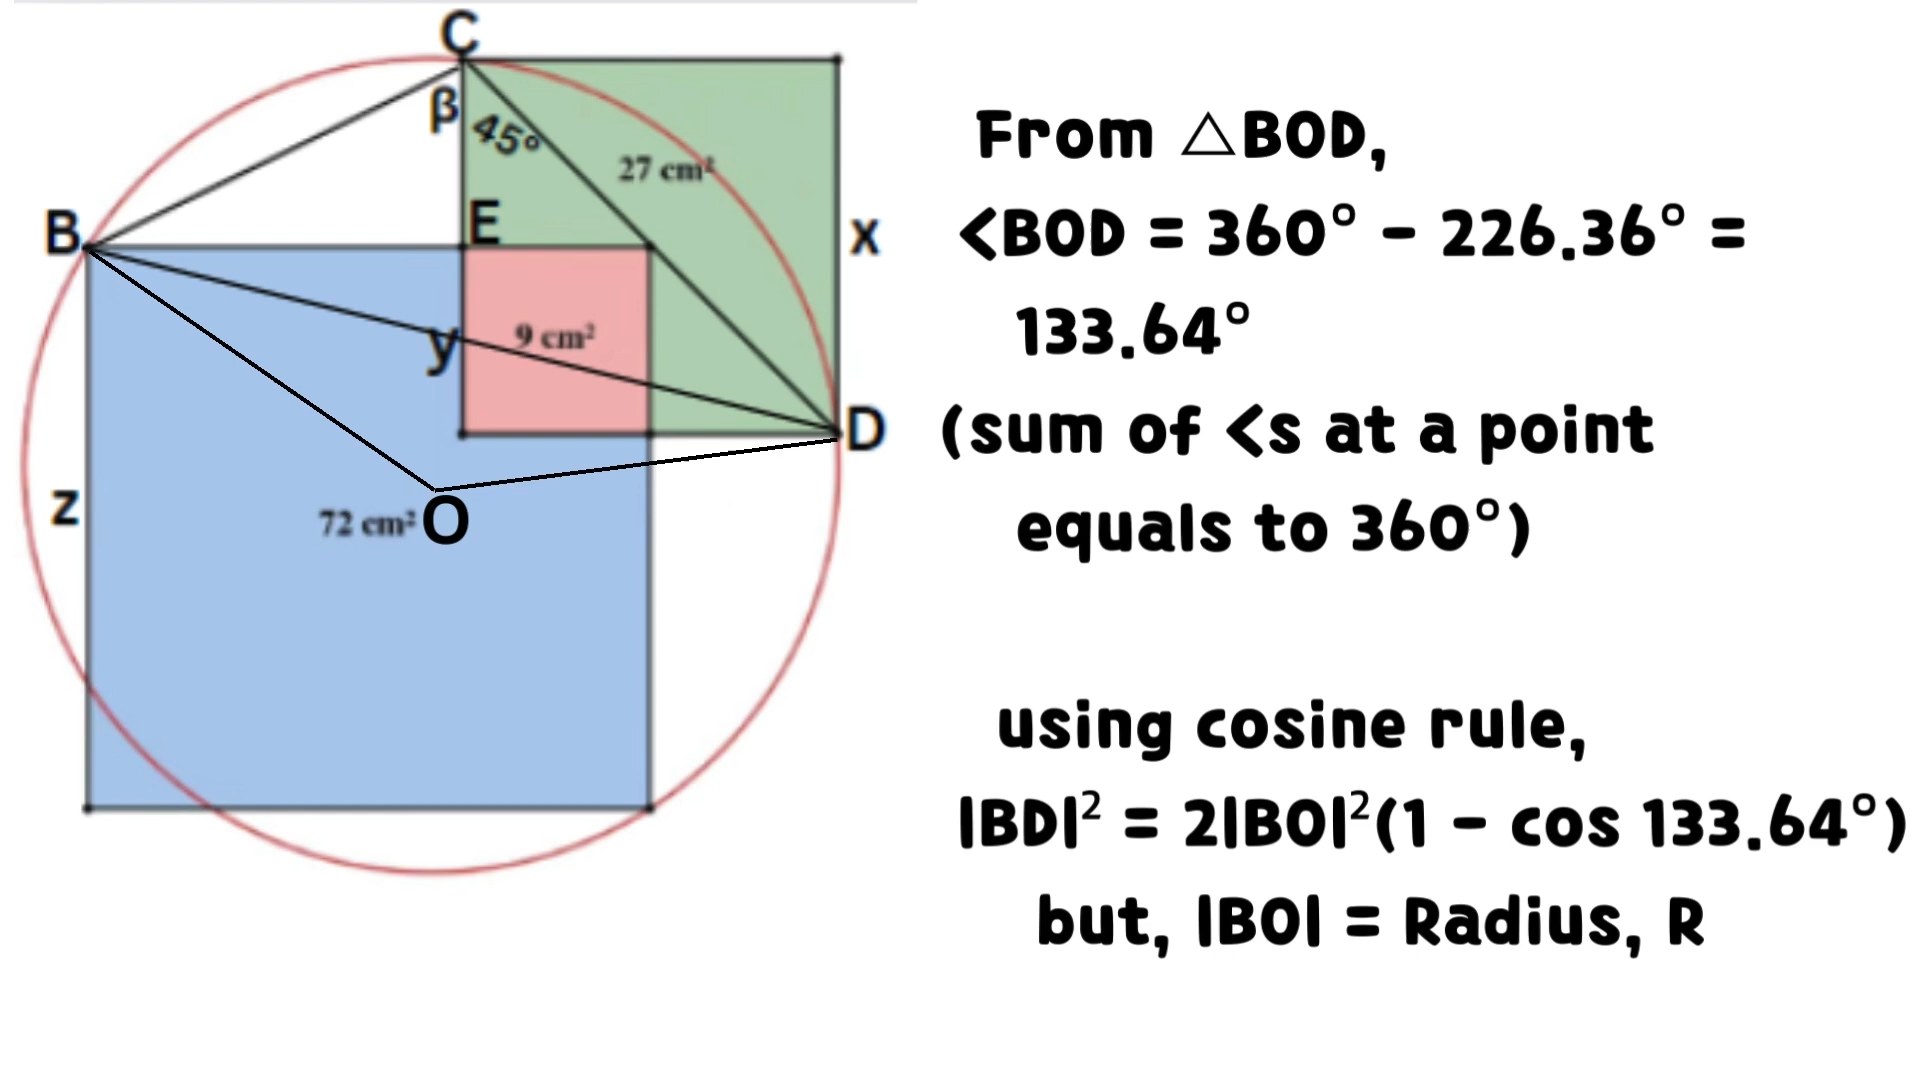 C
β
45°
27 cm²
B
E
x
y
9 cm²
D
z
72 cm²
O
From △BOD,
<BOD = 360° - 226.36° =
133.64°
(sum of <s at a point
equals to 360°)
using cosine rule,
|BD|² = 2|BO|²(1 - cos 133.64°)
but, |BO| = Radius, R